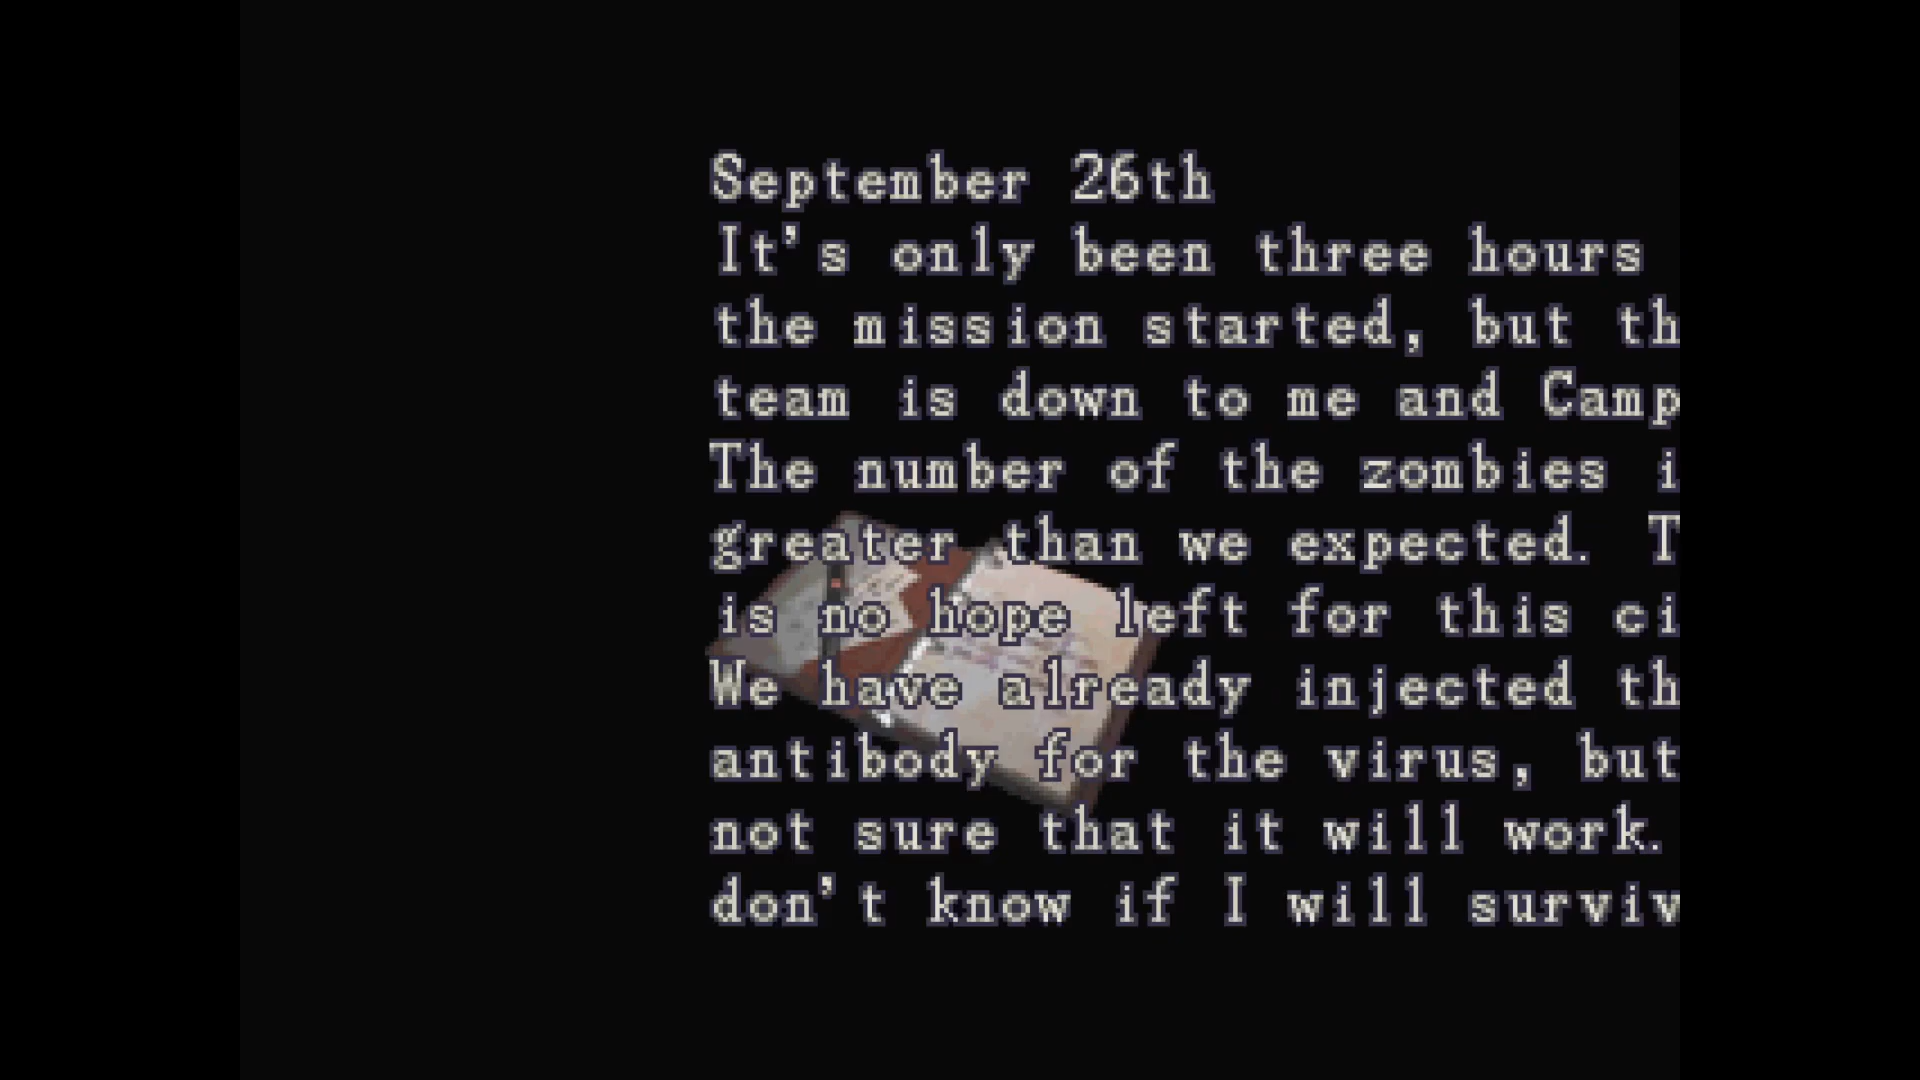 September 26th
It's only been three hours
the mission started, but th
team is down to me and Camp
The number of the zombies i
greater than we expected. T
is no hope left for this ci
We have already injected th
antibody for the virus, but
not sure that it will work.
don't know if I will surviv